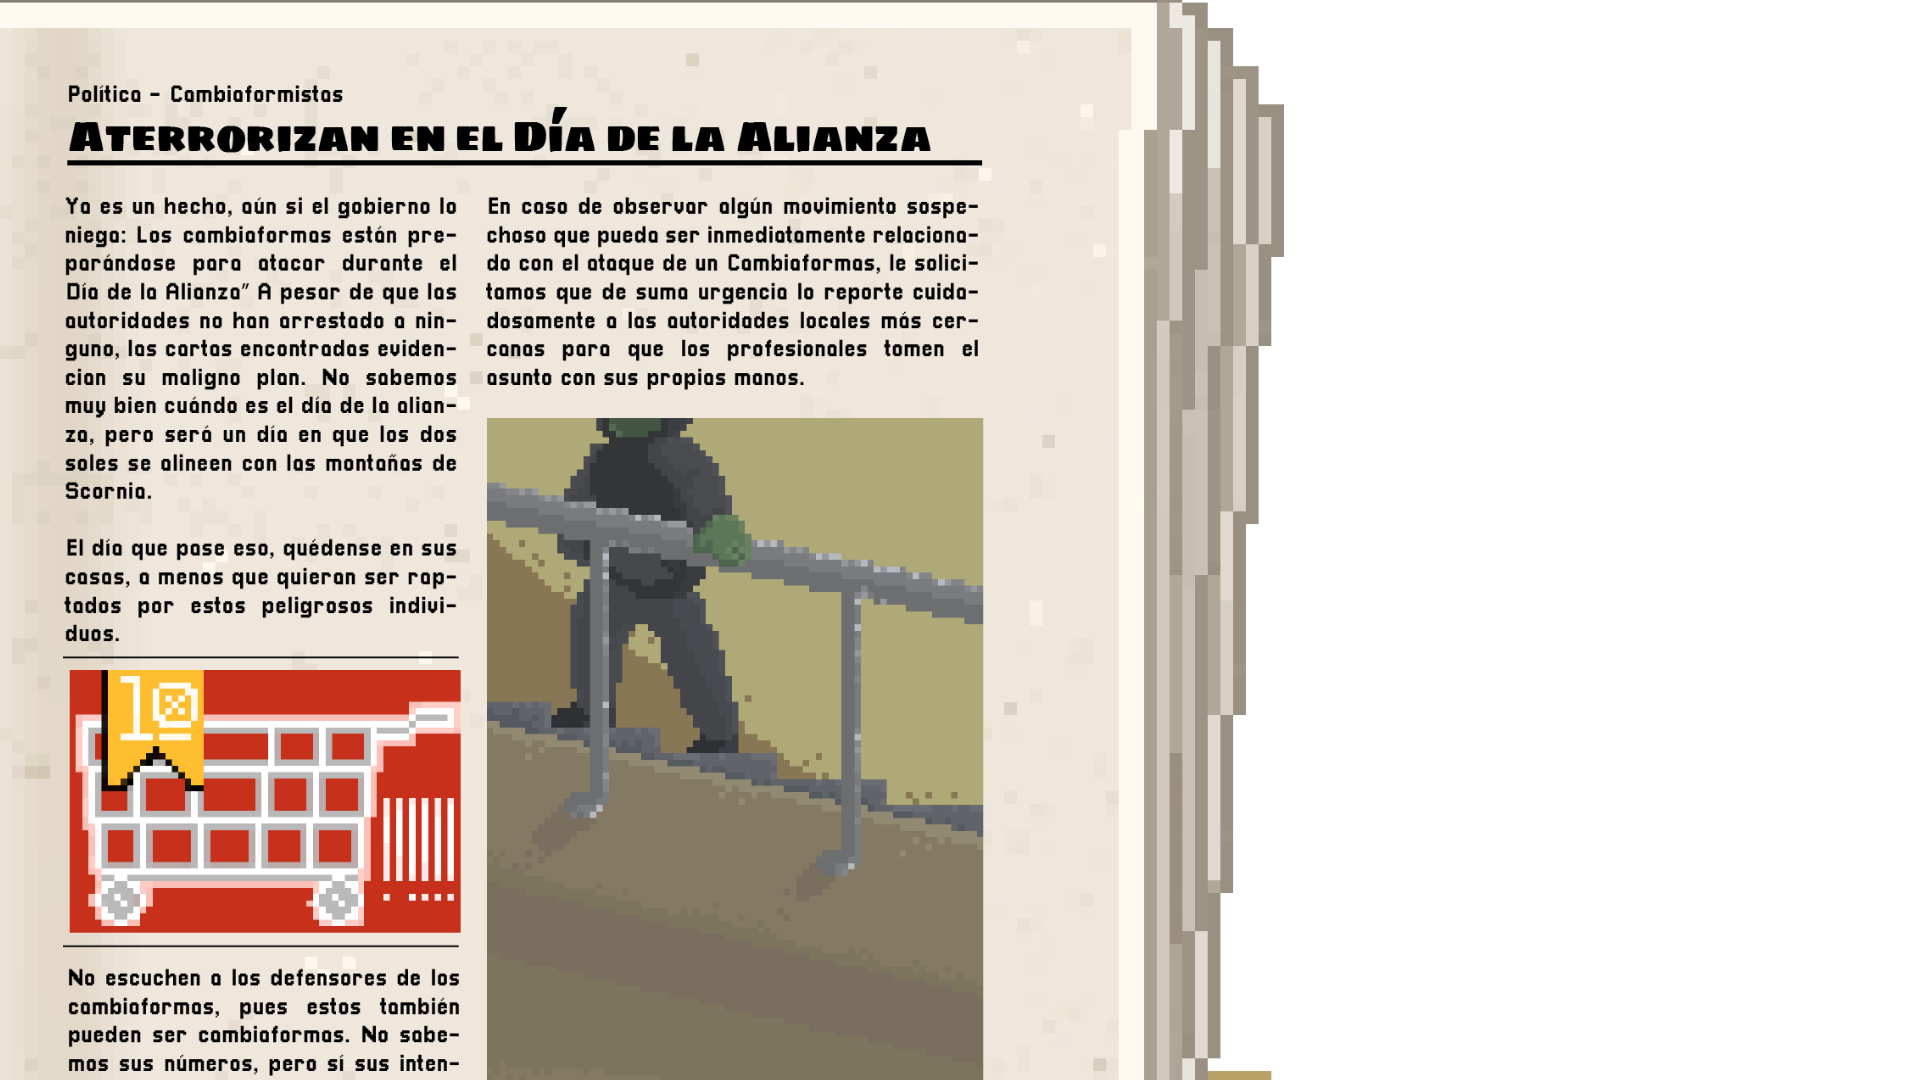 Política - Cambiaformistas
Aterrorizan en el Día de la Alianza
Ya es un hecho, aún si el gobierno lo
niega: Los cambiaformas están pre-
parándose para atacar durante el
Día de la Alianza" A pesar de que las
autoridades no han arrestado a nin-
guno, las cartas encontradas eviden-
cian su maligno plan. No sabemos
muy bien cuándo es el día de la alian-
za, pero será un día en que los dos
soles se alineen con las montañas de
Scornia.
El día que pase eso, quédense en sus
casas, a menos que quieran ser rap-
tados por estos peligrosos indivi-
duos.
10
No escuchen a los defensores de los
cambiaformas, pues estos también
pueden ser cambiaformas. No sabe-
mos sus números, pero sí sus inten-
En caso de observar algún movimiento sospe-
choso que pueda ser inmediatamente relaciona-
do con el ataque de un Cambiaformas, le solici-
tamos que de suma urgencia lo reporte cuida-
dosamente a las autoridades locales más cer-
canas para que los profesionales tomen el
asunto con sus propias manos.